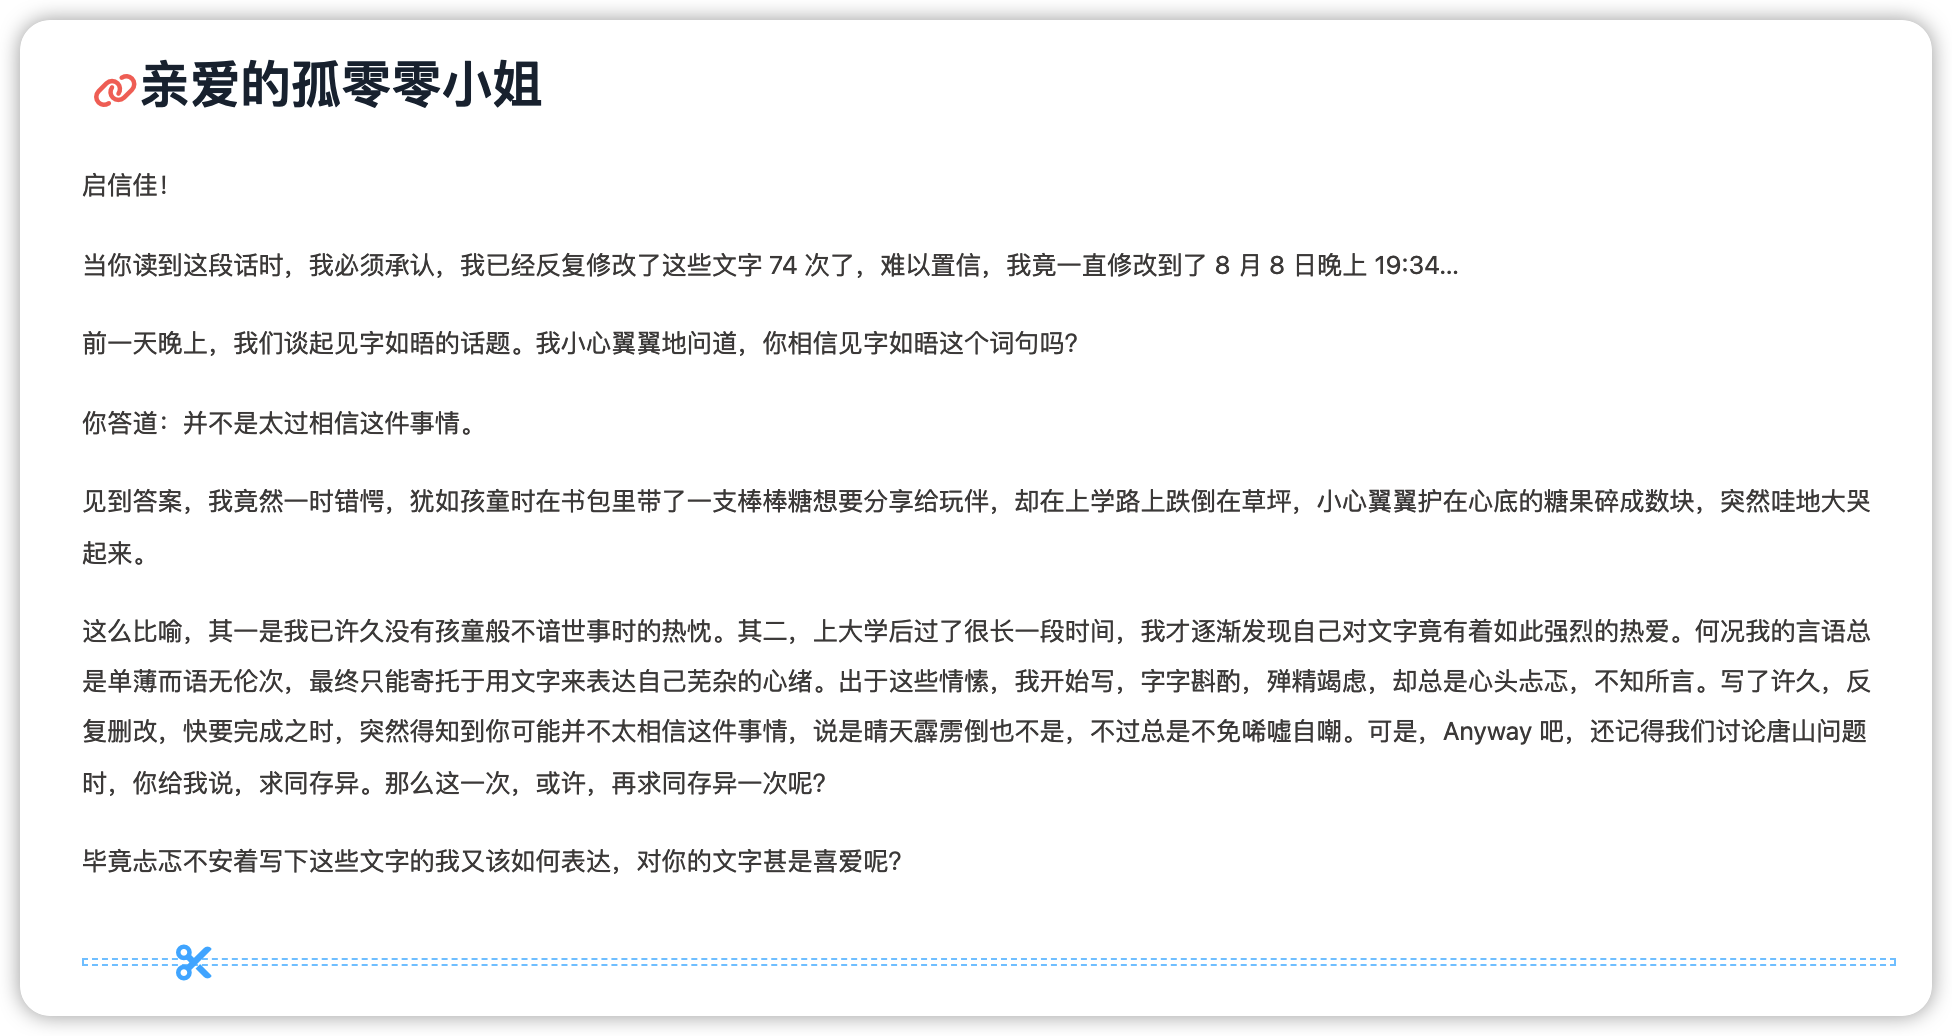 亲爱的孤零零小姐
启信佳！
当你读到这段话时，我必须承认，我已经反复修改了这些文字 74 次了，难以置信，我竟一直修改到了 8 月 8 日晚上 19:34...
前一天晚上，我们谈起见字如晤的话题。我小心翼翼地问道，你相信见字如晤这个词句吗?
你答道：并不是太过相信这件事情。
见到答案，我竟然一时错愕，犹如孩童时在书包里带了一支棒棒糖想要分享给玩伴，却在上学路上跌倒在草坪，小心翼翼护在心底的糖果碎成数块，突然哇地大哭
起来。
这么比喻，其一是我已许久没有孩童般不谙世事时的热忱。其二，上大学后过了很长一段时间，我才逐渐发现自己对文字竟有着如此强烈的热爱。何况我的言语总
是单薄而语无伦次，最终只能寄托于用文字来表达自己芜杂的心绪。出于这些情愫，我开始写，字字斟酌，殚精竭虑，却总是心头忐忑，不知所言。写了许久，反
复删改，快要完成之时，突然得知到你可能并不太相信这件事情，说是晴天霹雳倒也不是，不过总是不免唏嘘自嘲。可是，Anyway 吧，还记得我们讨论唐山问题
时，你给我说，求同存异。那么这一次，或许，再求同存异一次呢?
毕竟忐忑不安着写下这些文字的我又该如何表达，对你的文字甚是喜爱呢?